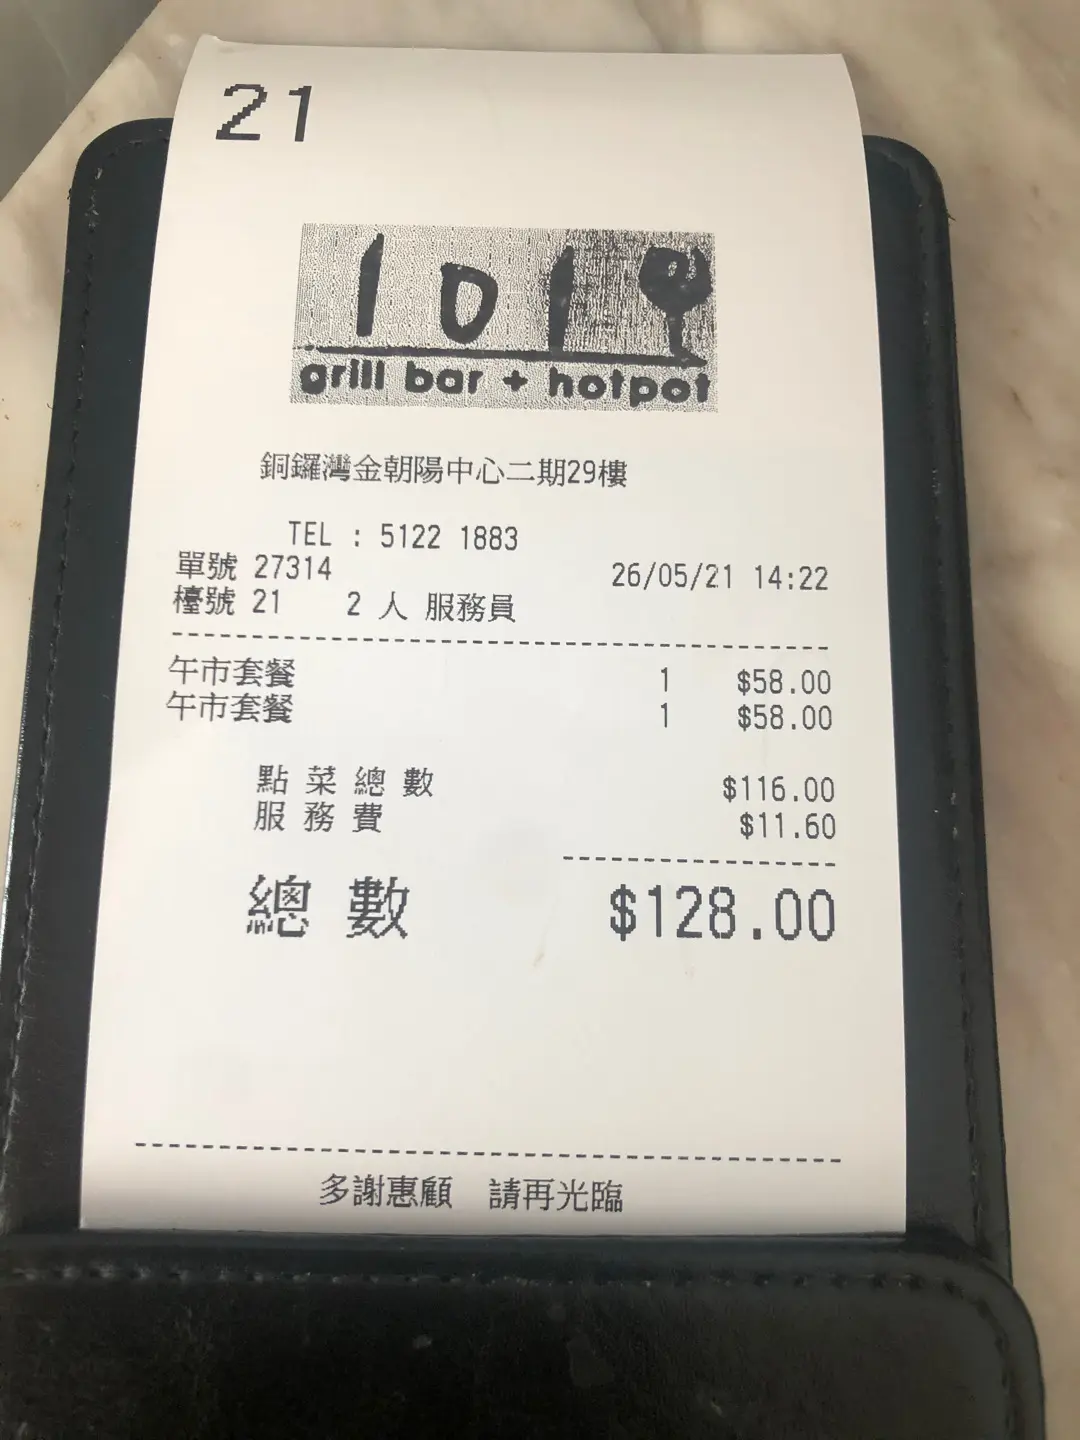 21
101
grill bar + hotpot
銅鑼灣金朝陽中心二期29樓
TEL : 5122 1883
單號 27314 26/05/21 14:22
檯號 21 2 人 服務員
午市套餐 1 $58.00
午市套餐 1 $58.00
點菜總數 $116.00
服務費 $11.60
總數 $128.00
多謝惠顧 請再光臨